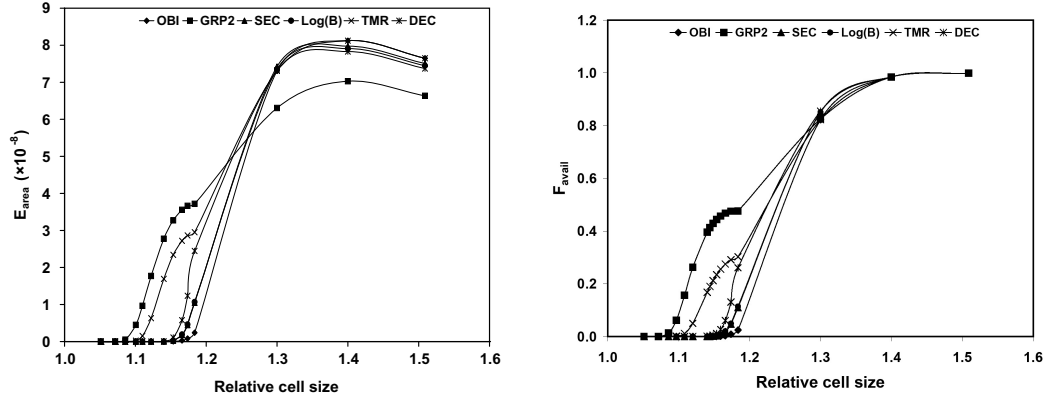 OBI GRP2 SEC Log(B) TMR DEC
9
8
7
6
5
4
3
2
1
0
E area (×10 -8)
1.0 1.1 1.2 1.3 1.4 1.5 1.6
Relative cell size
OBI GRP2 SEC Log(B) TMR DEC
1.2
1.0
0.8
0.6
0.4
0.2
0.0
F avail
1.0 1.1 1.2 1.3 1.4 1.5 1.6
Relative cell size